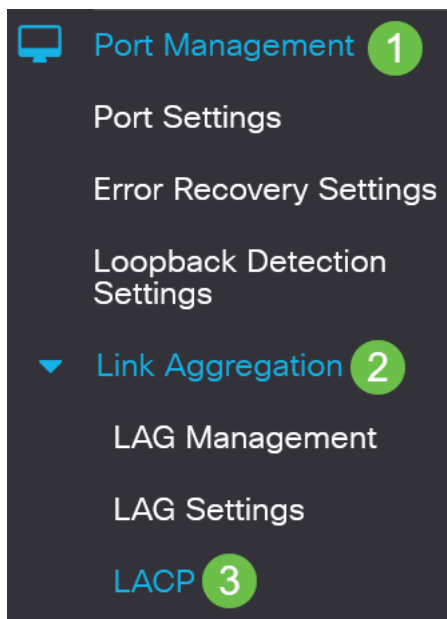 Port Management 1
Port Settings
Error Recovery Settings
Loopback Detection
Settings
Link Aggregation 2
LAG Management
LAG Settings
LACP 3